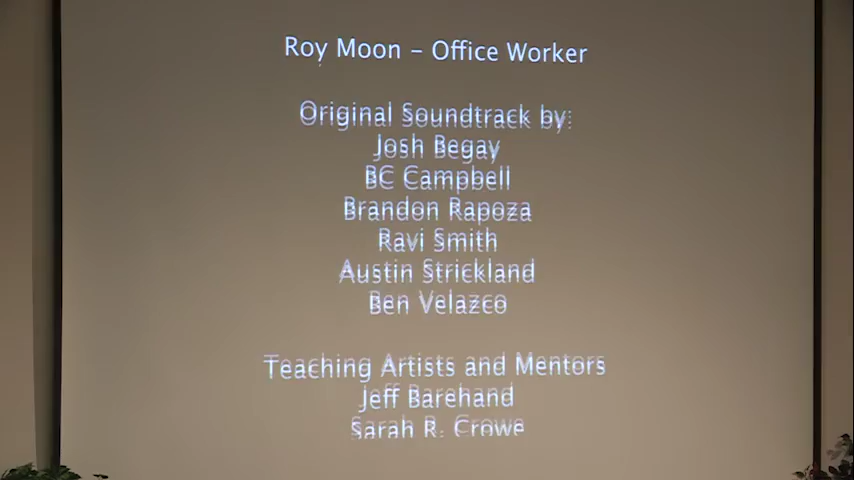 Roy Moon – Office Worker
Original Soundtrack by:
Josh Begay
BC Campbell
Brandon Rapoza
Ravi Smith
Austin Strickland
Ben Velazco
Teaching Artists and Mentors
Jeff Barehand
Sarah R. Crowe